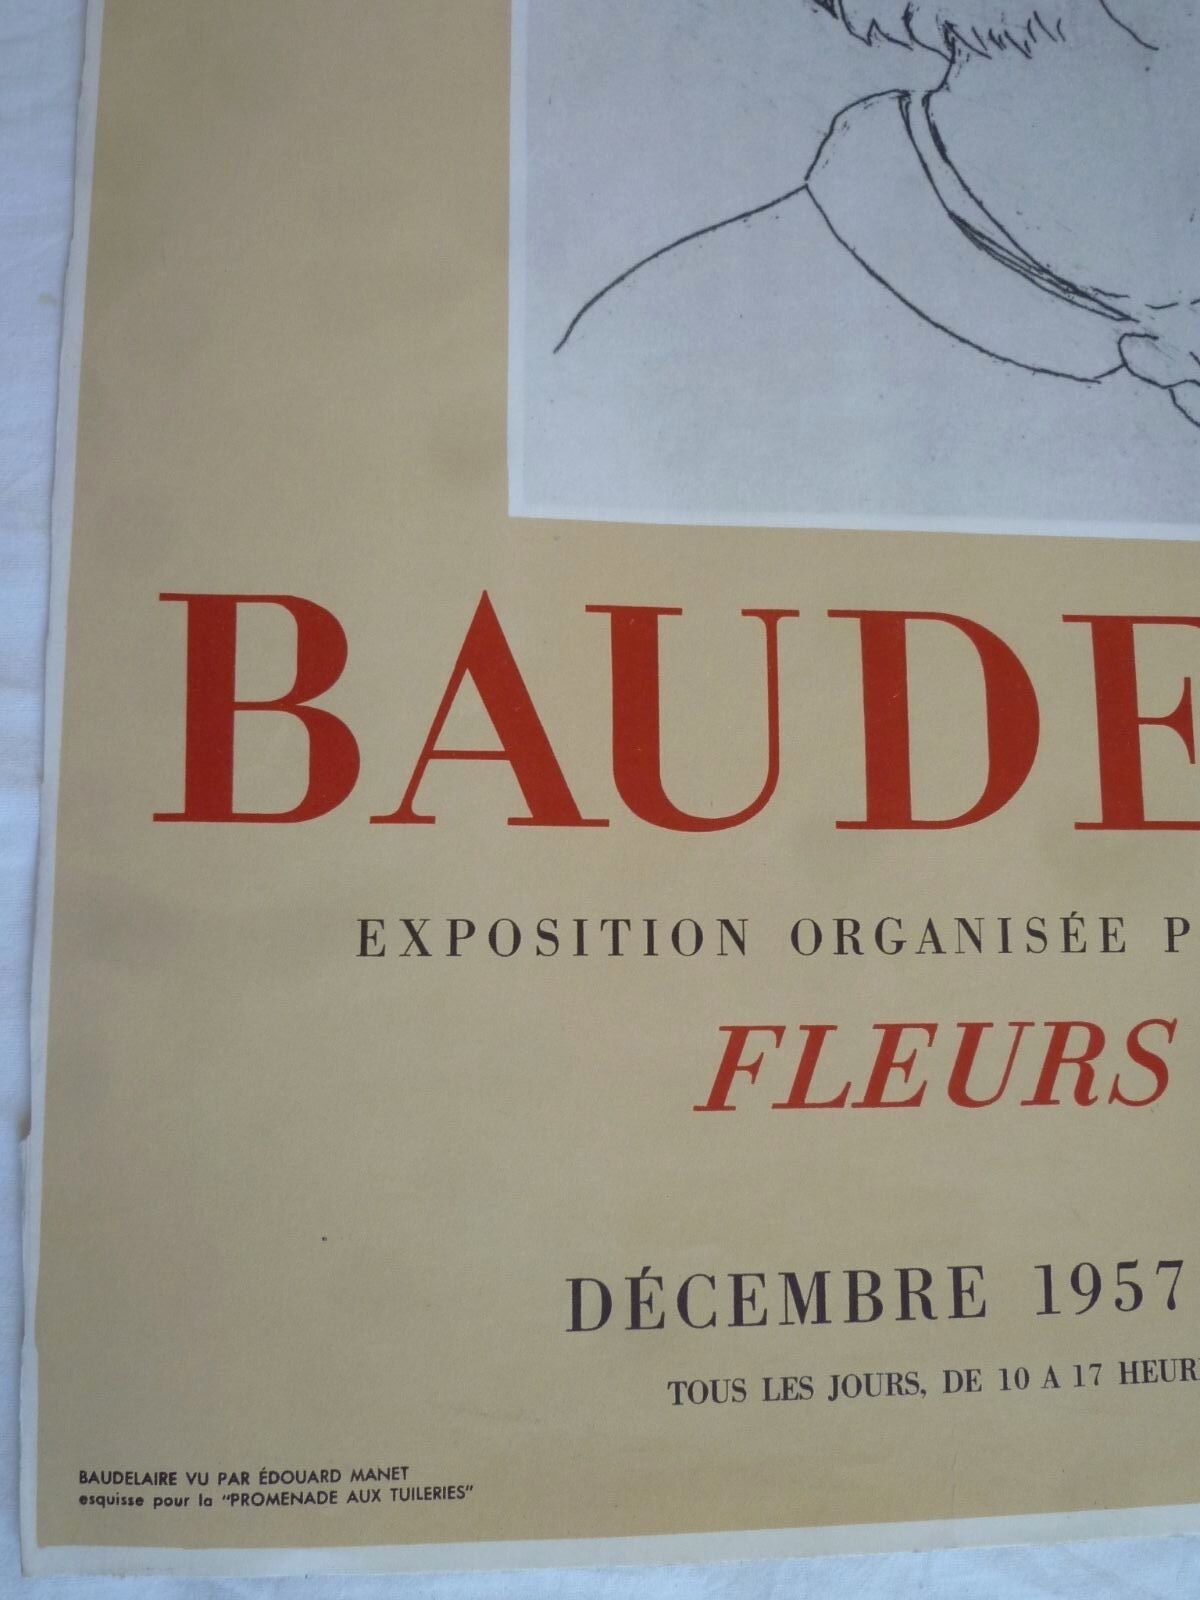 BAUDE
EXPOSITION ORGANISÉE P
FLEURS
DÉCEMBRE 1957
TOUS LES JOURS, DE 10 A 17 HEUR
BAUDELAIRE VU PAR ÉDOUARD MANET
esquisse pour la "PROMENADE AUX TUILERIES"